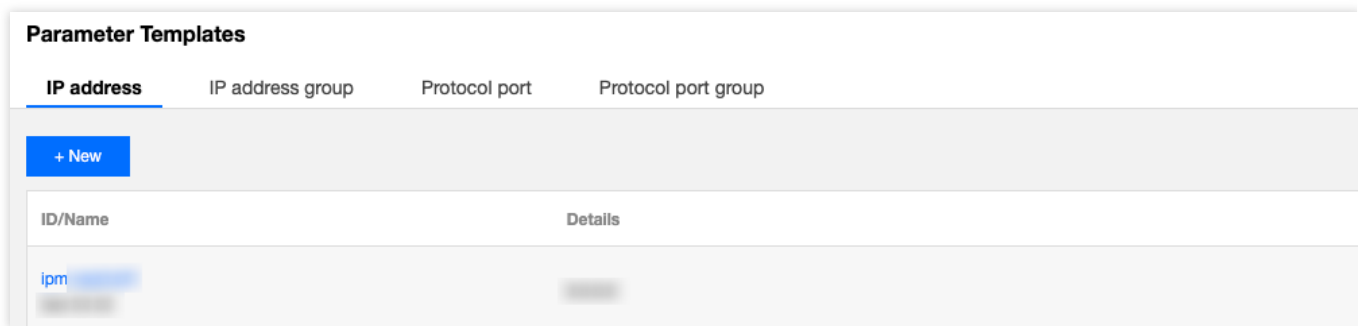 Parameter Templates
IP address IP address group Protocol port Protocol port group
+ New
ID/Name Details
ipm